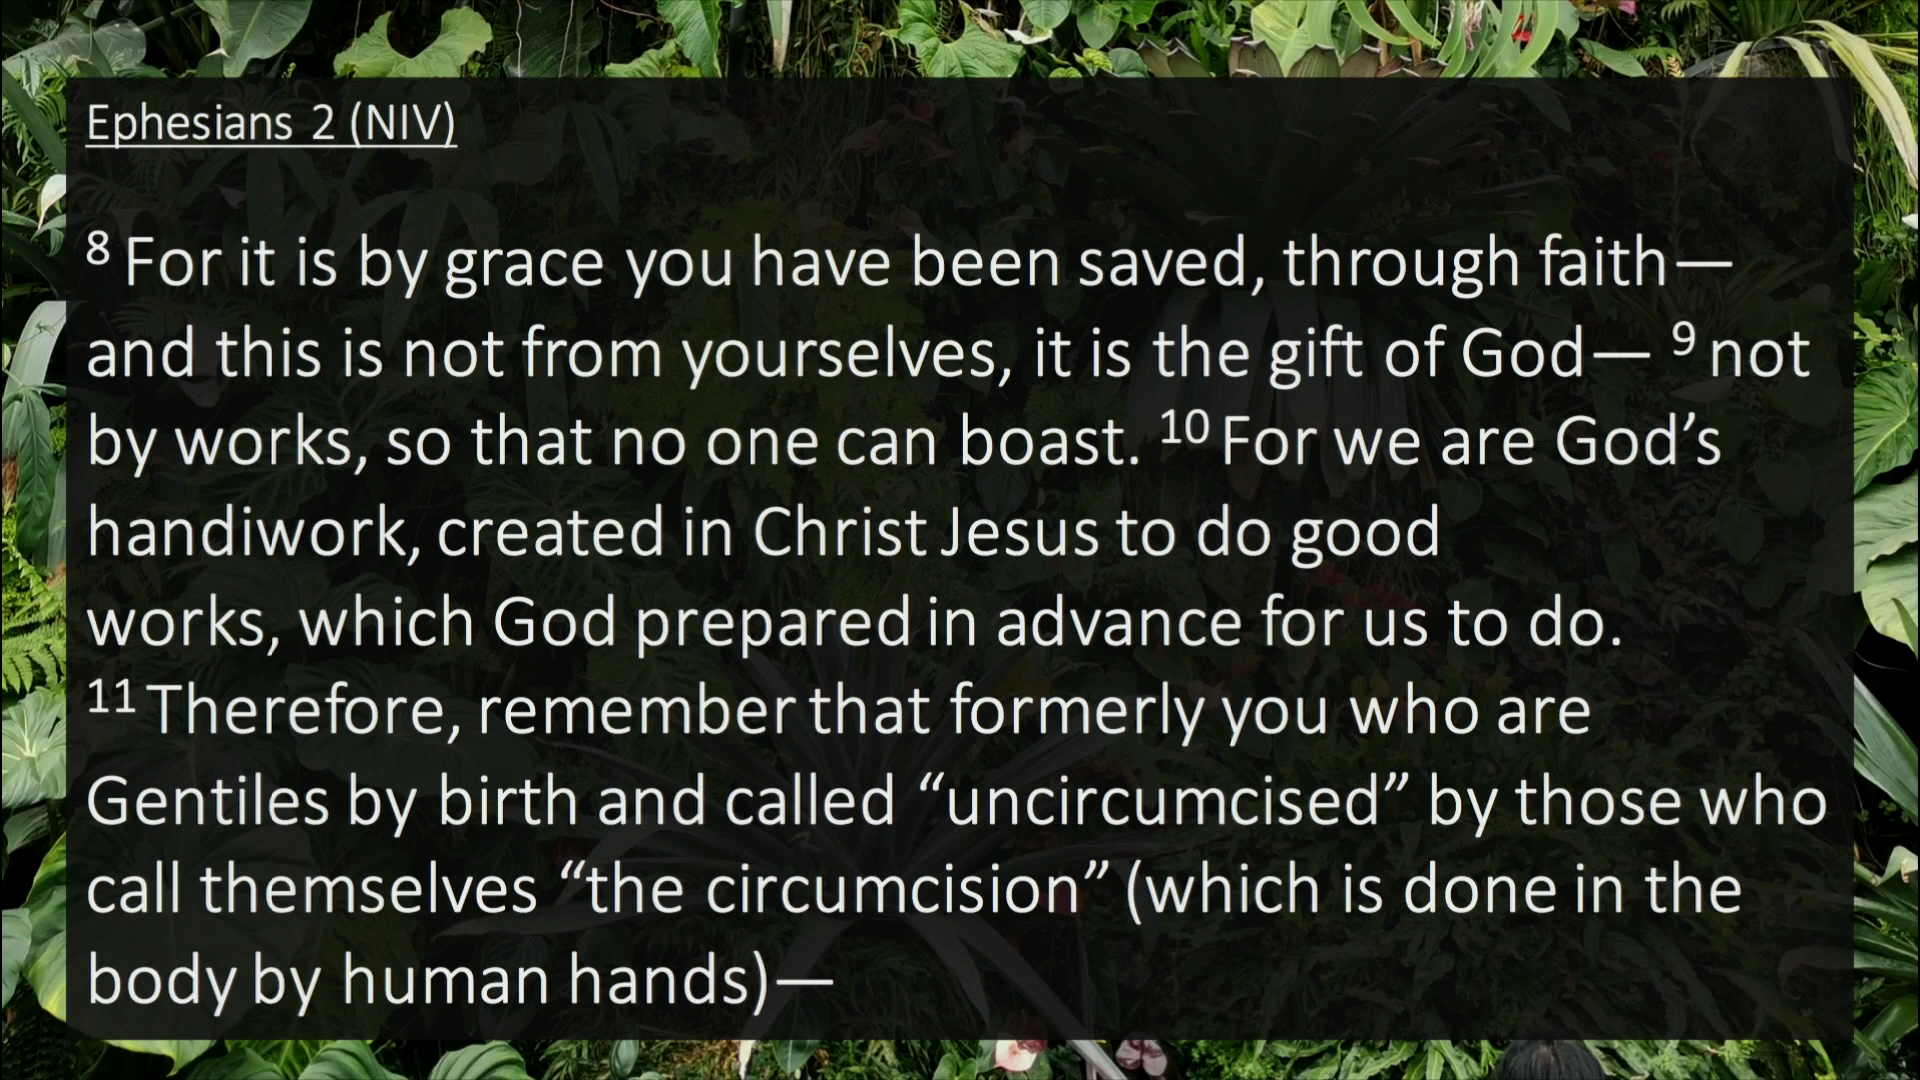 Ephesians 2 (NIV)
8 For it is by grace you have been saved, through faith—
and this is not from yourselves, it is the gift of God— 9 not
by works, so that no one can boast. 10 For we are God’s
handiwork, created in Christ Jesus to do good
works, which God prepared in advance for us to do.
11 Therefore, remember that formerly you who are
Gentiles by birth and called “uncircumcised” by those who
call themselves “the circumcision” (which is done in the
body by human hands)—